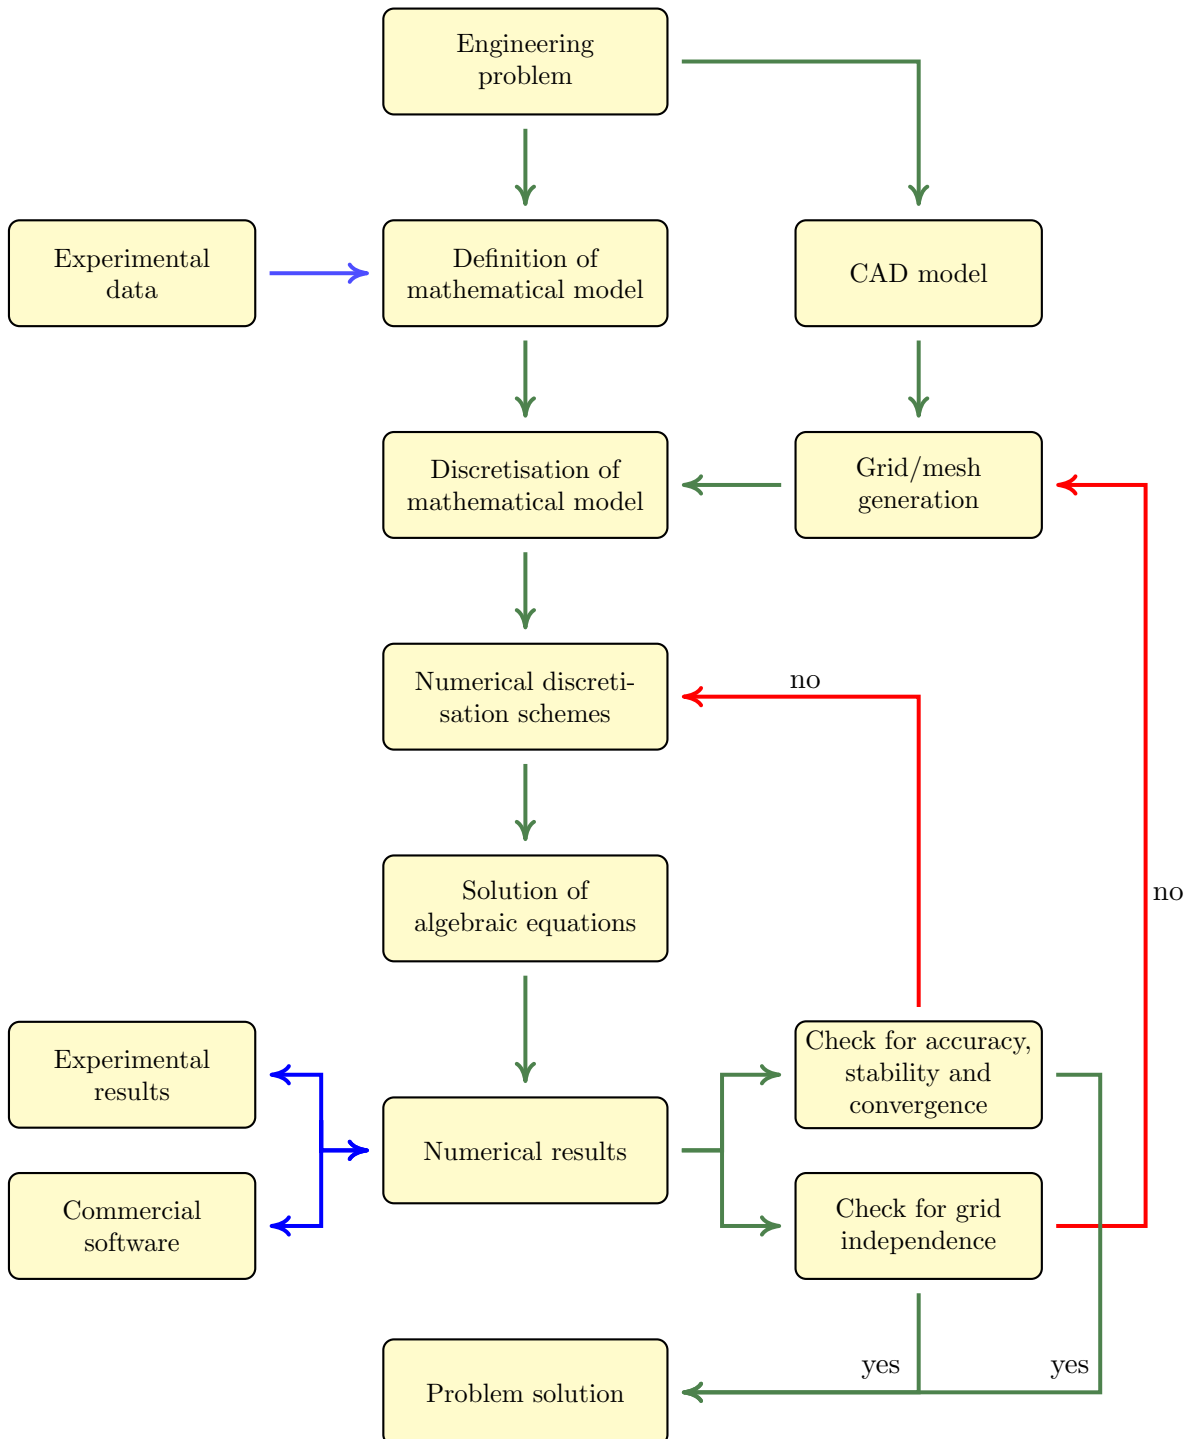 Engineering
problem
Experimental
data
Definition of
mathematical model
CAD model
Discretisation of
mathematical model
Grid/mesh
generation
Numerical discreti-
sation schemes
no
Solution of
algebraic equations
no
Experimental
results
Check for accuracy,
stability and
convergence
Numerical results
Commercial
software
Check for grid
independence
yes
yes
Problem solution